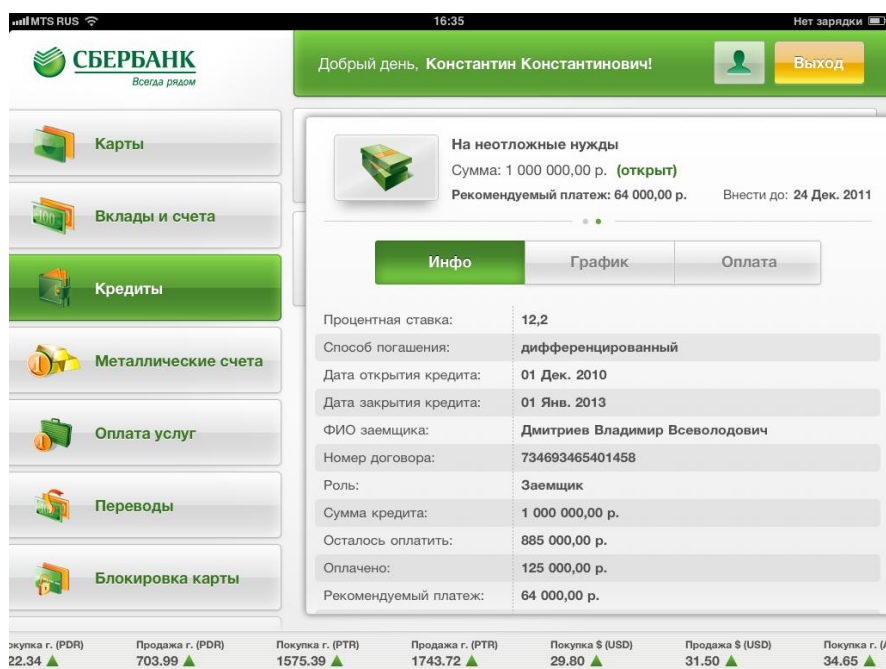 MTS RUS 16:35 Нет зарядки
СБЕРБАНК
Всегда рядом
Добрый день, Константин Константинович!
Выход
Карты
Вклады и счета
Кредиты
Металлические счета
Оплата услуг
Переводы
Блокировка карты
На неотложные нужды
Сумма: 1 000 000,00 р. (открыт)
Рекомендуемый платеж: 64 000,00 р. Внести до: 24 Дек. 2011
Инфо График Оплата
Процентная ставка: 12,2
Способ погашения: дифференцированный
Дата открытия кредита: 01 Дек. 2010
Дата закрытия кредита: 01 Янв. 2013
ФИО заемщика: Дмитриев Владимир Всеволодович
Номер договора: 734693465401458
Роль: Заемщик
Сумма кредита: 1 000 000,00 р.
Осталось оплатить: 885 000,00 р.
Оплачено: 125 000,00 р.
Рекомендуемый платеж: 64 000,00 р.
г. (PDR) Продажа г. (PDR) Покупка г. (PTR) Продажа г. (PTR) Покупка $ (USD) Продажа $ (USD) Покупка г.
22.34 703.99 1575.39 1743.72 29.80 31.50 34.65